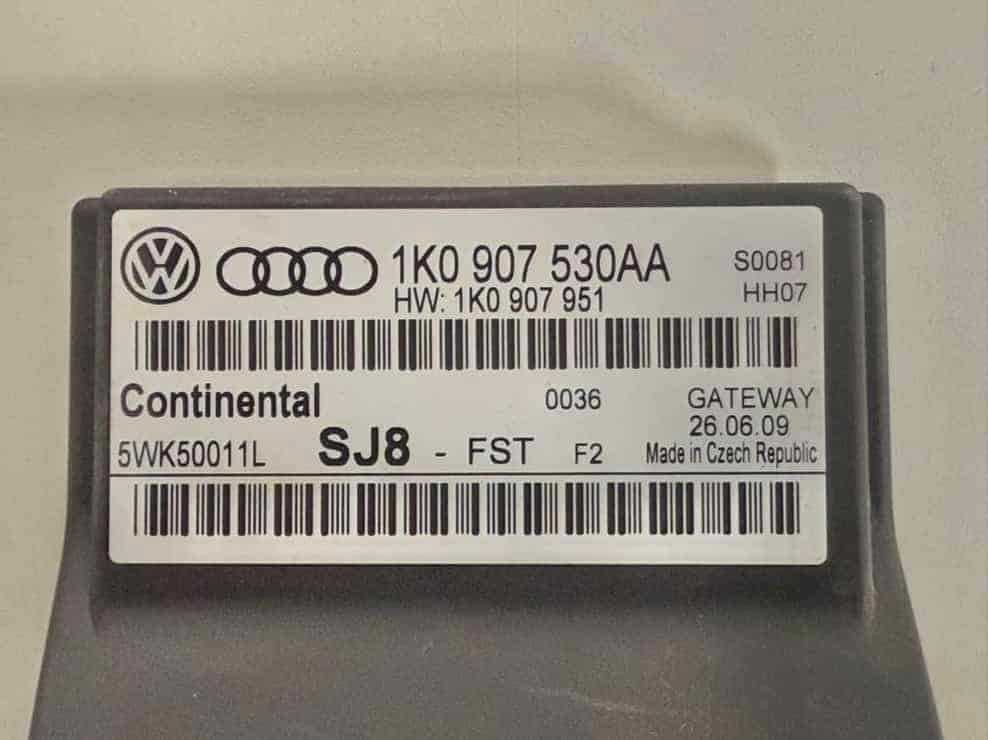 1K0 907 530AA S0081
HW: 1K0 907 951 HH07
Continental 0036 GATEWAY
26.06.09
5WK50011L SJ8 - FST F2 Made in Czech Republic